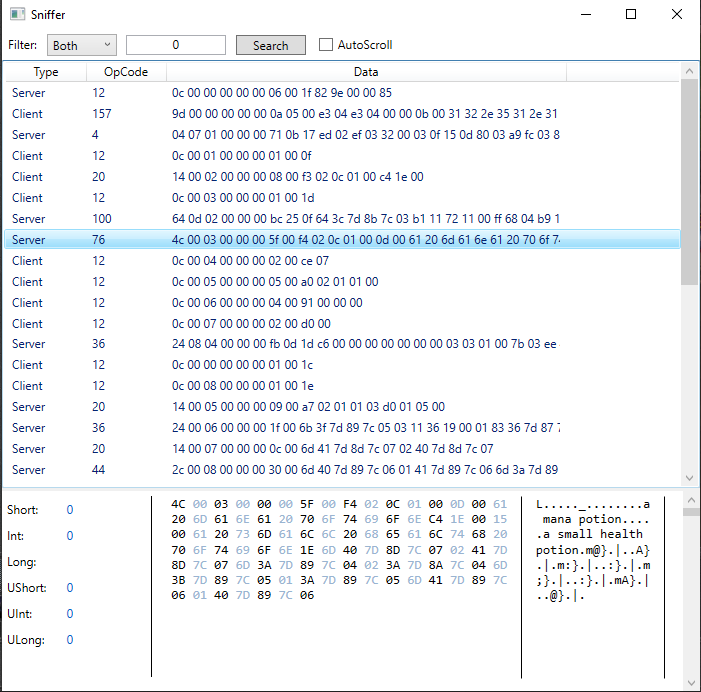 Sniffer
Filter: Both 0 Search AutoScroll
Type OpCode Data
Server 12 0c 00 00 00 00 00 06 00 1f 82 9e 00 00 85
Client 157 9d 00 00 00 00 00 0a 05 00 e3 04 e3 04 00 00 0b 00 31 32 2e 35 31 2e 31
Server 4 04 07 01 00 00 00 71 0b 17 ed 02 ef 03 32 00 03 0f 15 0d 80 03 a9 fc 03 8
Client 12 0c 00 01 00 00 00 01 00 0f
Client 20 14 00 02 00 00 00 08 00 f3 02 0c 01 00 c4 1e 00
Client 12 0c 00 03 00 00 00 01 00 1d
Server 100 64 0d 02 00 00 00 bc 25 0f 64 3c 7d 8b 7c 03 b1 11 72 11 00 ff 68 04 b9 1
Server 76 4c 00 03 00 00 00 5f 00 f4 02 0c 01 00 0d 00 61 20 6d 61 6e 61 20 70 6f 74
Client 12 0c 00 04 00 00 00 02 00 ce 07
Client 12 0c 00 05 00 00 00 05 00 a0 02 01 01 00
Client 12 0c 00 06 00 00 00 04 00 91 00 00 00
Client 12 0c 00 07 00 00 00 02 00 d0 00
Server 36 24 08 04 00 00 00 fb 0d 1d c6 00 00 00 00 00 00 00 00 03 03 01 00 7b 03 ee
Client 12 0c 00 00 00 00 00 01 00 1c
Client 12 0c 00 08 00 00 00 01 00 1e
Server 20 14 00 05 00 00 00 09 00 a7 02 01 01 03 d0 01 05 00
Server 36 24 00 06 00 00 00 1f 00 6b 3f 7d 89 7c 05 03 11 36 19 00 01 83 36 7d 87 7
Server 20 14 00 07 00 00 00 0c 00 6d 41 7d 8d 7c 07 02 40 7d 8d 7c 07
Server 44 2c 00 08 00 00 00 30 00 6d 40 7d 89 7c 06 01 41 7d 89 7c 06 6d 3a 7d 89
Short: 0
Int: 0
Long:
UShort: 0
UInt: 0
ULong: 0
4C 00 03 00 00 00 5F 00 F4 02 0C 01 00 0D 00 61
20 6D 61 6E 61 20 70 6F 74 69 6F 6E C4 1E 00 15
00 61 20 73 6D 61 6C 6C 20 68 65 61 6C 74 68 20
70 6F 74 69 6F 6E 1E 6D 40 7D 8D 7C 07 02 41 7D
8D 7C 07 6D 3A 7D 89 7C 04 02 3A 7D 8A 7C 04 6D
3B 7D 89 7C 05 01 3A 7D 89 7C 05 6D 41 7D 89 7C
06 01 40 7D 89 7C 06
L....._........a
mana potion....
.a small health
potion.m@}.|..A}
.|.m:}.|..:}.|.m
;}.|..:}.|.mA}.|
..@}.|.